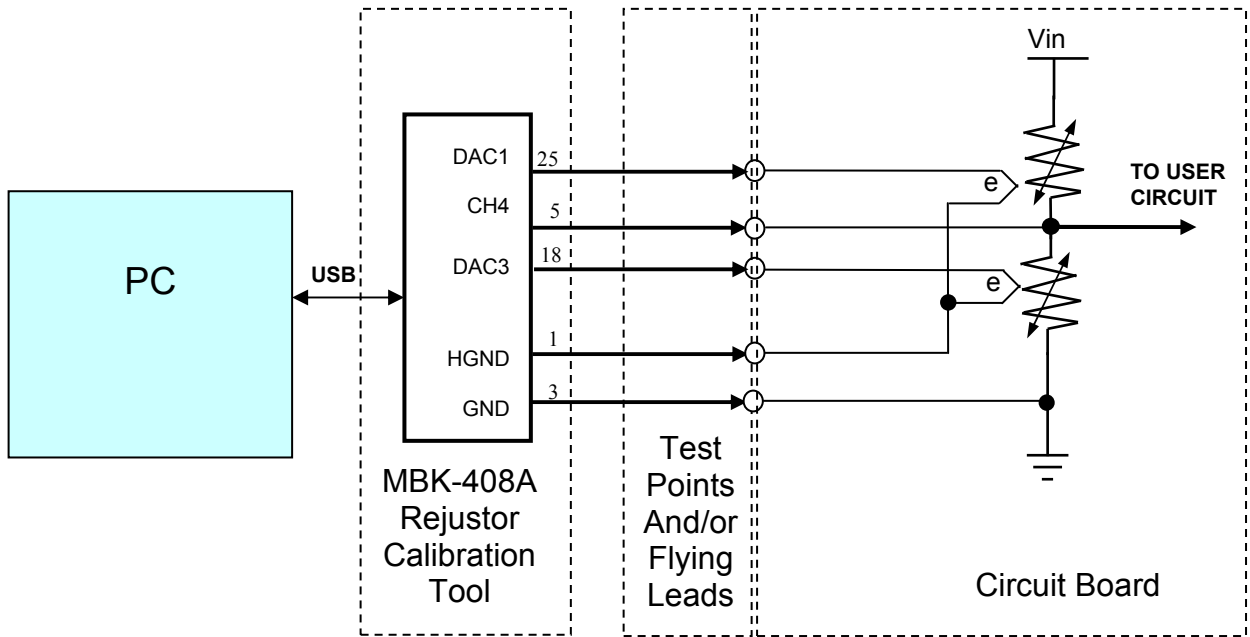 PC
USB
DAC1
CH4
DAC3
HGND
GND
25
5
18
1
3
MBK-408A
Rejustor
Calibration
Tool
Test
Points
And/or
Flying
Leads
Vin
e
e
TO USER
CIRCUIT
Circuit Board